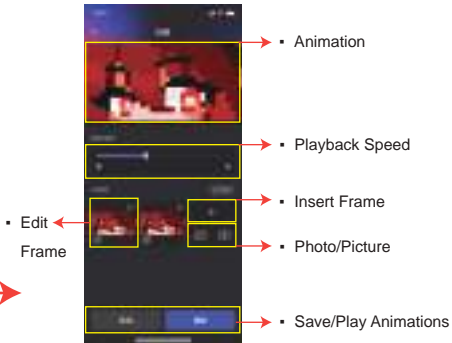 ▪ Animation
▪ Playback Speed
▪ Insert Frame
▪ Edit
Frame
▪ Photo/Picture
▪ Save/Play Animations